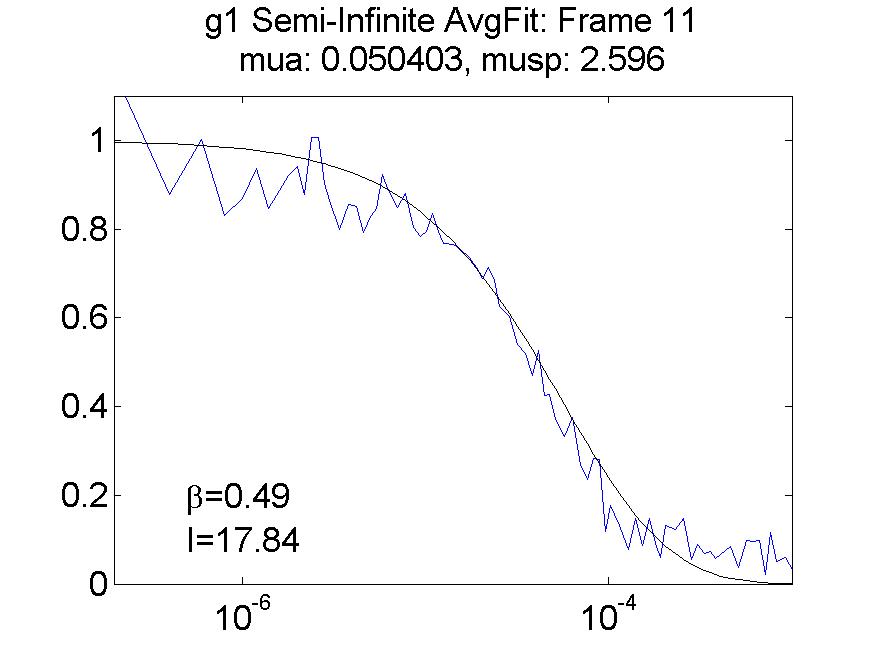 g1 Semi-Infinite AvgFit: Frame 11
mua: 0.050403, musp: 2.596
1
0.8
0.6
0.4
0.2
0
β=0.49
I=17.84
10^-6
10^-4